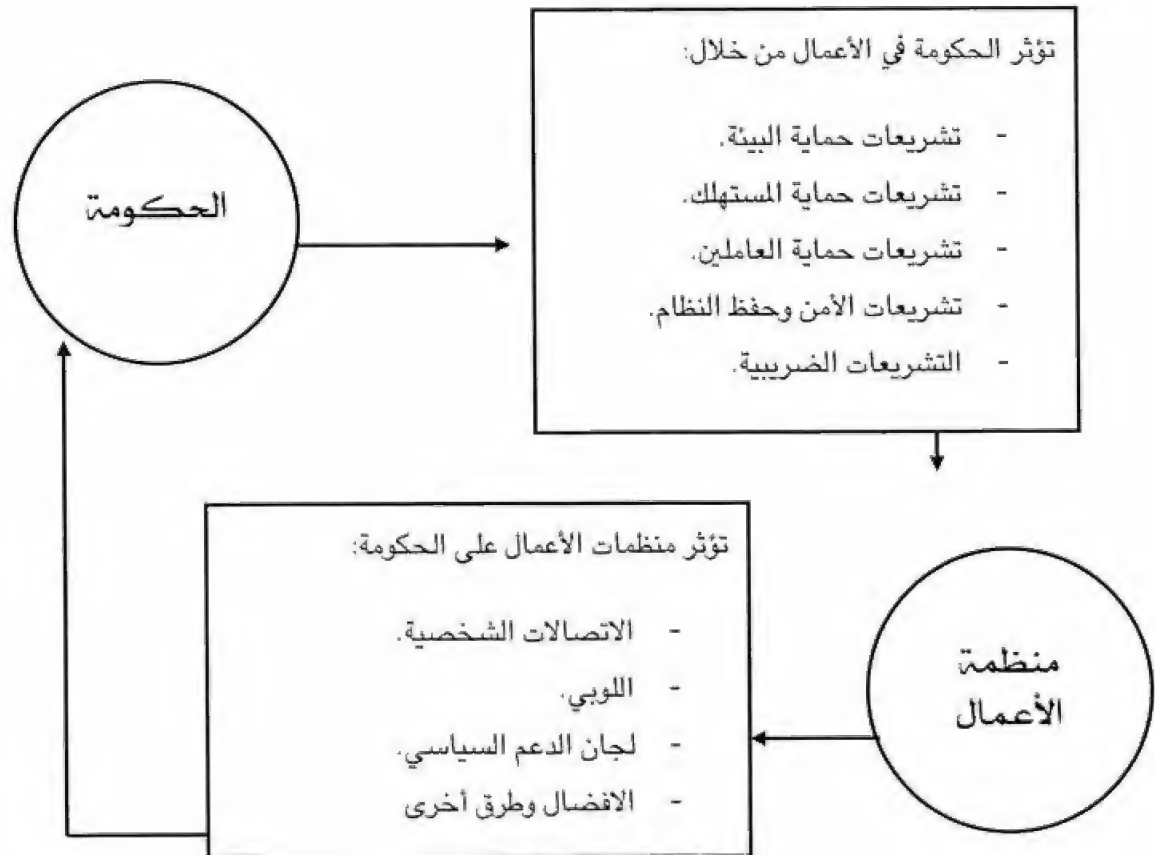 تؤثر الحكومة في الأعمال من خلال:
- تشريعات حماية البيئة.
- تشريعات حماية المستهلك.
- تشريعات حماية العاملين.
- تشريعات الأمن وحفظ النظام.
- التشريعات الضريبية.
الحكومة
تؤثر منظمات الأعمال على الحكومة:
- الاتصالات الشخصية.
- اللوبي.
- لجان الدعم السياسي.
- الافضال وطرق أخرى
منظمة
الأعمال